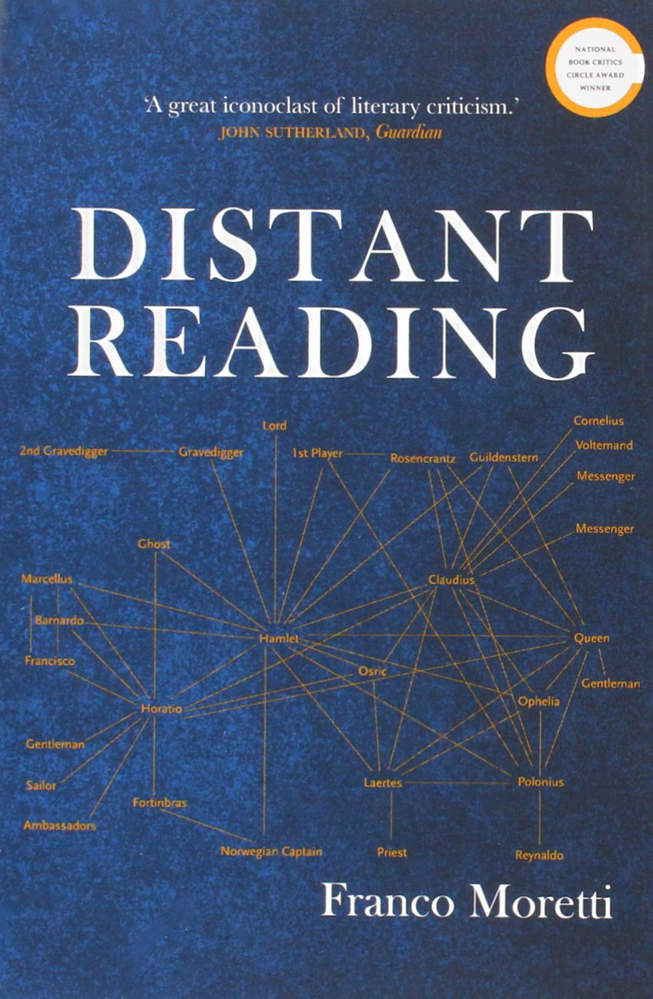 NATIONAL
BOOK CRITICS
CIRCLE AWARD
WINNER
‘A great iconoclast of literary criticism.’
JOHN SUTHERLAND, Guardian
DISTANT
READING
Lord
Cornelius
2nd Gravedigger
Gravedigger
1st Player
Rosencrantz
Guildenstern
Voltemand
Messenger
Messenger
Ghost
Marcellus
Claudius
Barnardo
Hamlet
Queen
Francisco
Osric
Gentleman
Horatio
Ophelia
Gentleman
Sailor
Laertes
Polonius
Fortinbras
Ambassadors
Norwegian Captain
Priest
Reynaldo
Franco Moretti